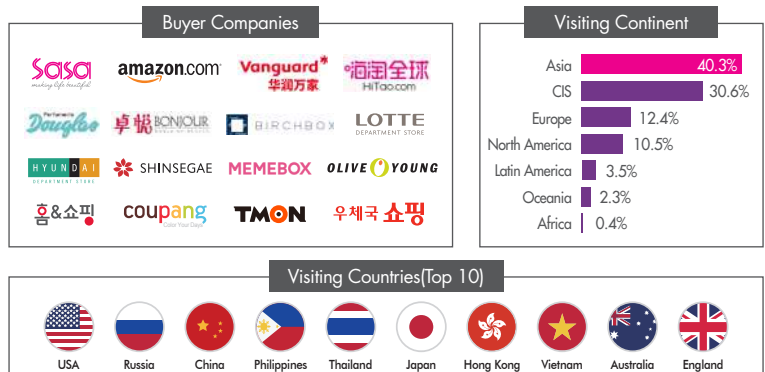 Buyer Companies
Sasa
making life beautiful
amazon.com
Vanguard
华润万家
海淘全球
HiTao.com
Parfumerie
Douglas
卓悦 BONJOUR
BIRCHBOX
LOTTE
DEPARTMENT STORE
HYUNDAI
DEPARTMENT STORE
SHINSEGAE
MEMEBOX
OLIVE YOUNG
홈&쇼핑
coupang
Color Your Days
TMON
우체국 쇼핑
Visiting Continent
Asia 40.3%
CIS 30.6%
Europe 12.4%
North America 10.5%
Latin America 3.5%
Oceania 2.3%
Africa 0.4%
Visiting Countries(Top 10)
USA
Russia
China
Philippines
Thailand
Japan
Hong Kong
Vietnam
Australia
England